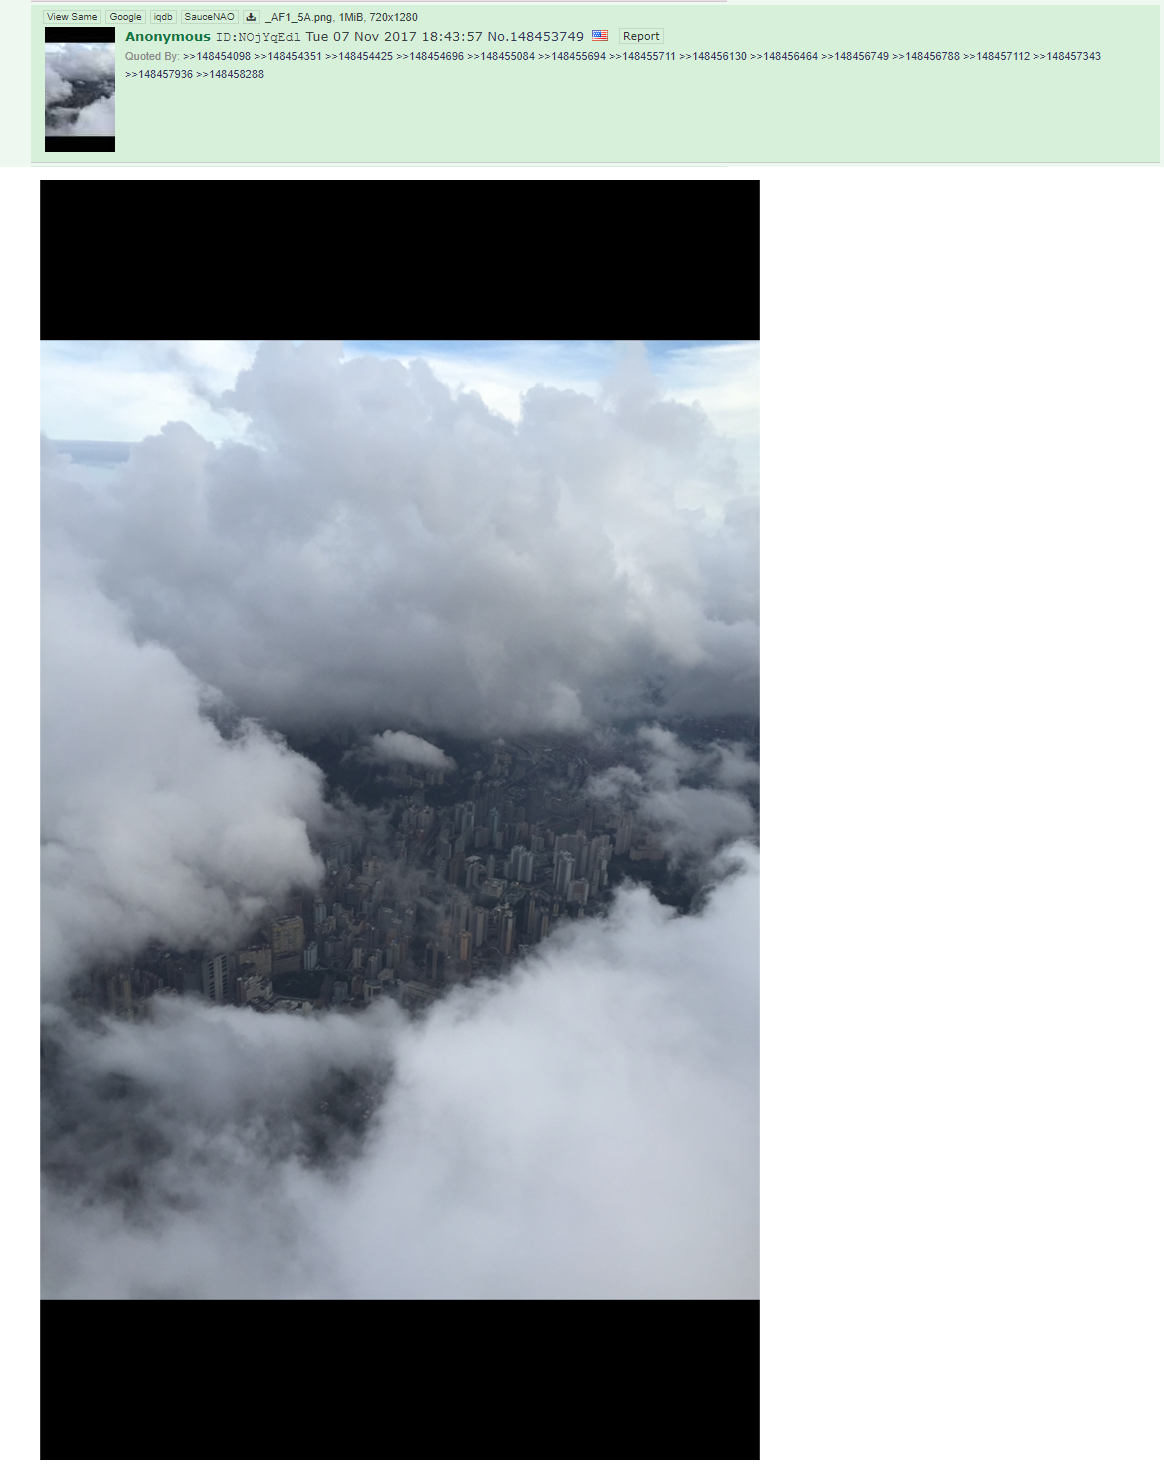 View Same Google iqdb SauceNAO _AF1_5A.png, 1MiB, 720x1280
Anonymous ID:NOjYqEdl Tue 07 Nov 2017 18:43:57 No.148453749 Report
Quoted By: >>148454098 >>148454351 >>148454425 >>148454696 >>148455084 >>148455694 >>148455711 >>148456130 >>148456464 >>148456749 >>148456788 >>148457112 >>148457343
>>148457936 >>148458288